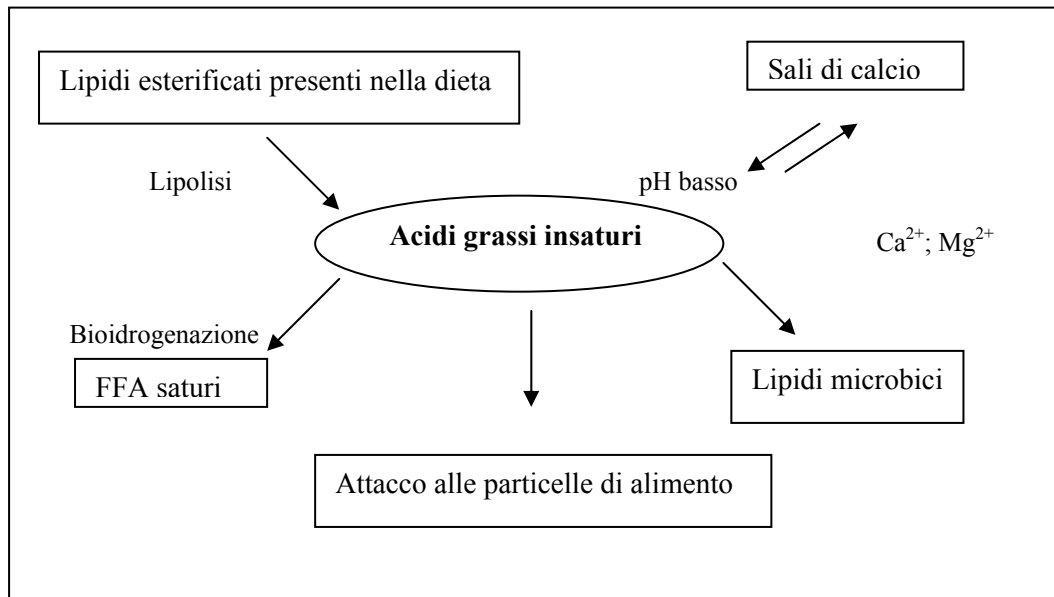 Lipidi esterificati presenti nella dieta
Sali di calcio
Lipolisi
pH basso
Acidi grassi insaturi
Ca²⁺; Mg²⁺
Bioidrogenazione
FFA saturi
Lipidi microbici
Attacco alle particelle di alimento